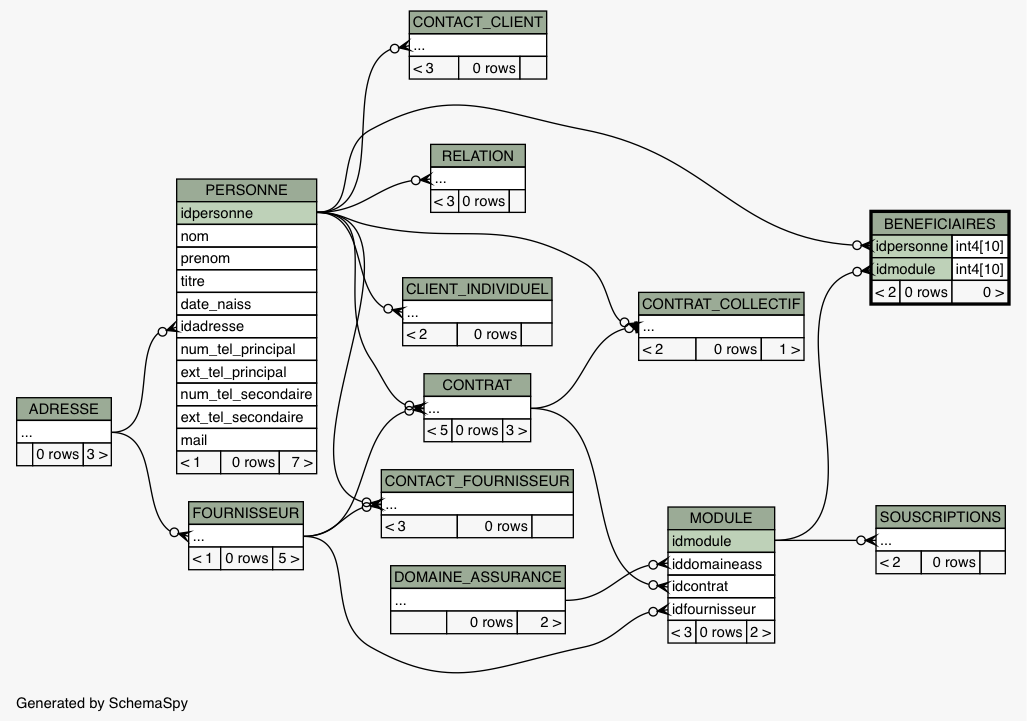 CONTACT_CLIENT
...
< 3 0 rows
RELATION
...
< 3 0 rows
PERSONNE
idpersonne
nom
prenom
titre
date_naiss
idadresse
num_tel_principal
ext_tel_principal
num_tel_secondaire
ext_tel_secondaire
mail
< 1 0 rows 7 >
BENEFICIAIRES
idpersonne int4[10]
idmodule int4[10]
< 2 0 rows 0 >
CLIENT_INDIVIDUEL
...
< 2 0 rows
CONTRAT_COLLECTIF
...
< 2 0 rows 1 >
CONTRAT
...
< 5 0 rows 3 >
ADRESSE
...
0 rows 3 >
CONTACT_FOURNISSEUR
...
< 3 0 rows
FOURNISSEUR
...
< 1 0 rows 5 >
MODULE
idmodule
iddomaineass
idcontrat
idfournisseur
< 3 0 rows 2 >
SOUSCRIPTIONS
...
< 2 0 rows
DOMAINE_ASSURANCE
...
0 rows 2 >
Generated by SchemaSpy